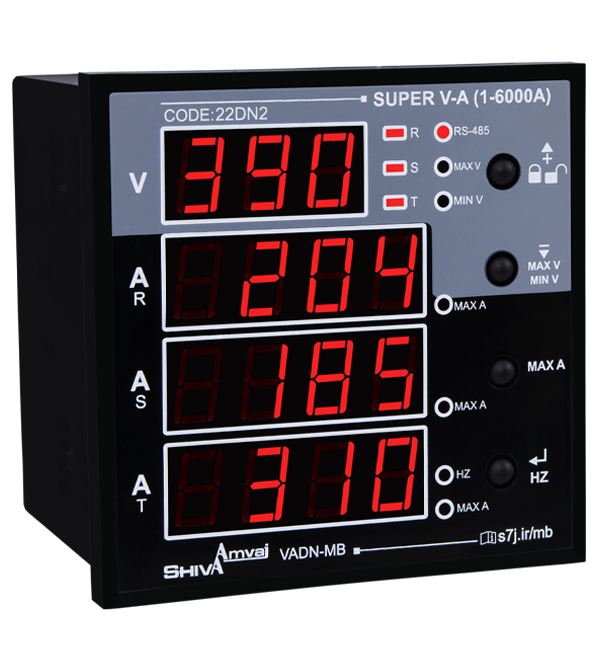 SUPER V-A (1-6000A)
CODE:22DN2
V
390
R
RS-485
S
MAX V
T
MIN V
+
MAX V
MIN V
A
R
204
MAX A
A
S
185
MAX A
MAX A
A
T
310
HZ
MAX A
HZ
SHIVA Amvaj
VADN-MB
s7j.ir/mb